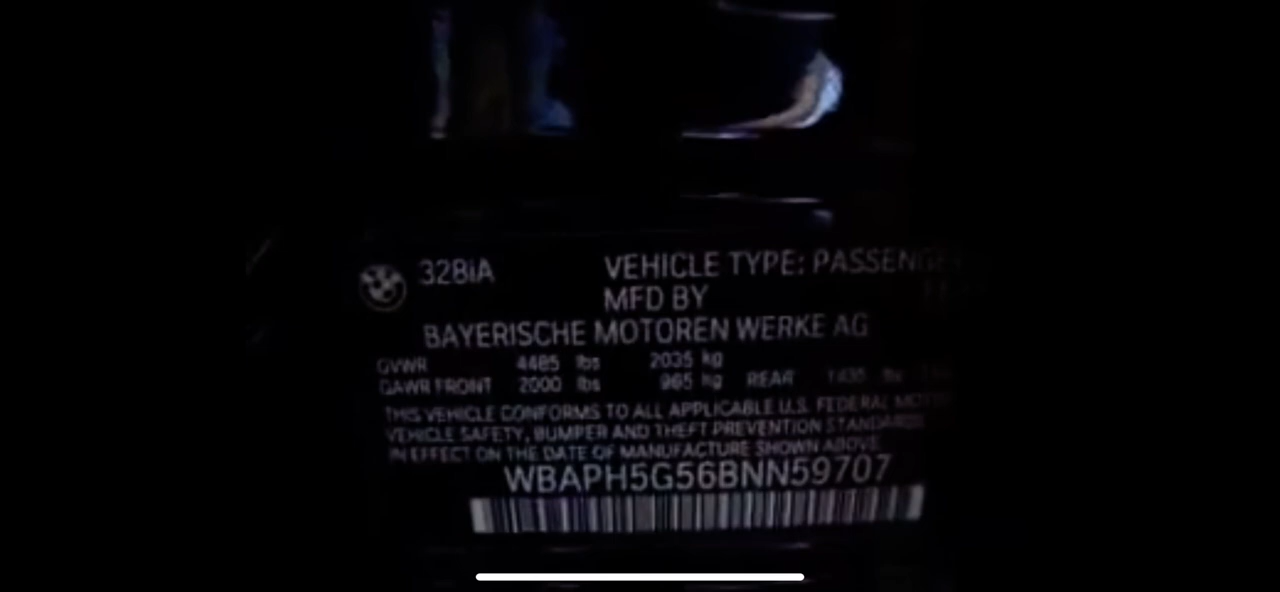 328iA VEHICLE TYPE: PASSENGER
MFD BY
BAYERISCHE MOTOREN WERKE AG
GVWR 4485 lbs 2035 kg
GAWR FRONT 2000 lbs 965 kg REAR
THIS VEHICLE CONFORMS TO ALL APPLICABLE U.S. FEDERAL MOTOR
VEHICLE SAFETY, BUMPER AND THEFT PREVENTION STANDARDS
IN EFFECT ON THE DATE OF MANUFACTURE SHOWN ABOVE
WBAPH5G56BNN59707